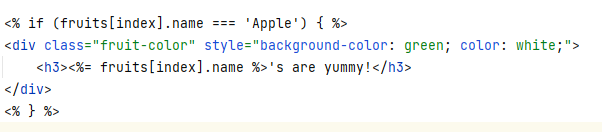 <% if (fruits[index].name === 'Apple') { %>
<div class="fruit-color" style="background-color: green; color: white;">
    <h3><%= fruits[index].name %>'s are yummy!</h3>
</div>
<% } %>